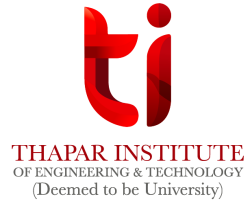 ti
THAPAR INSTITUTE
OF ENGINEERING & TECHNOLOGY
(Deemed to be University)